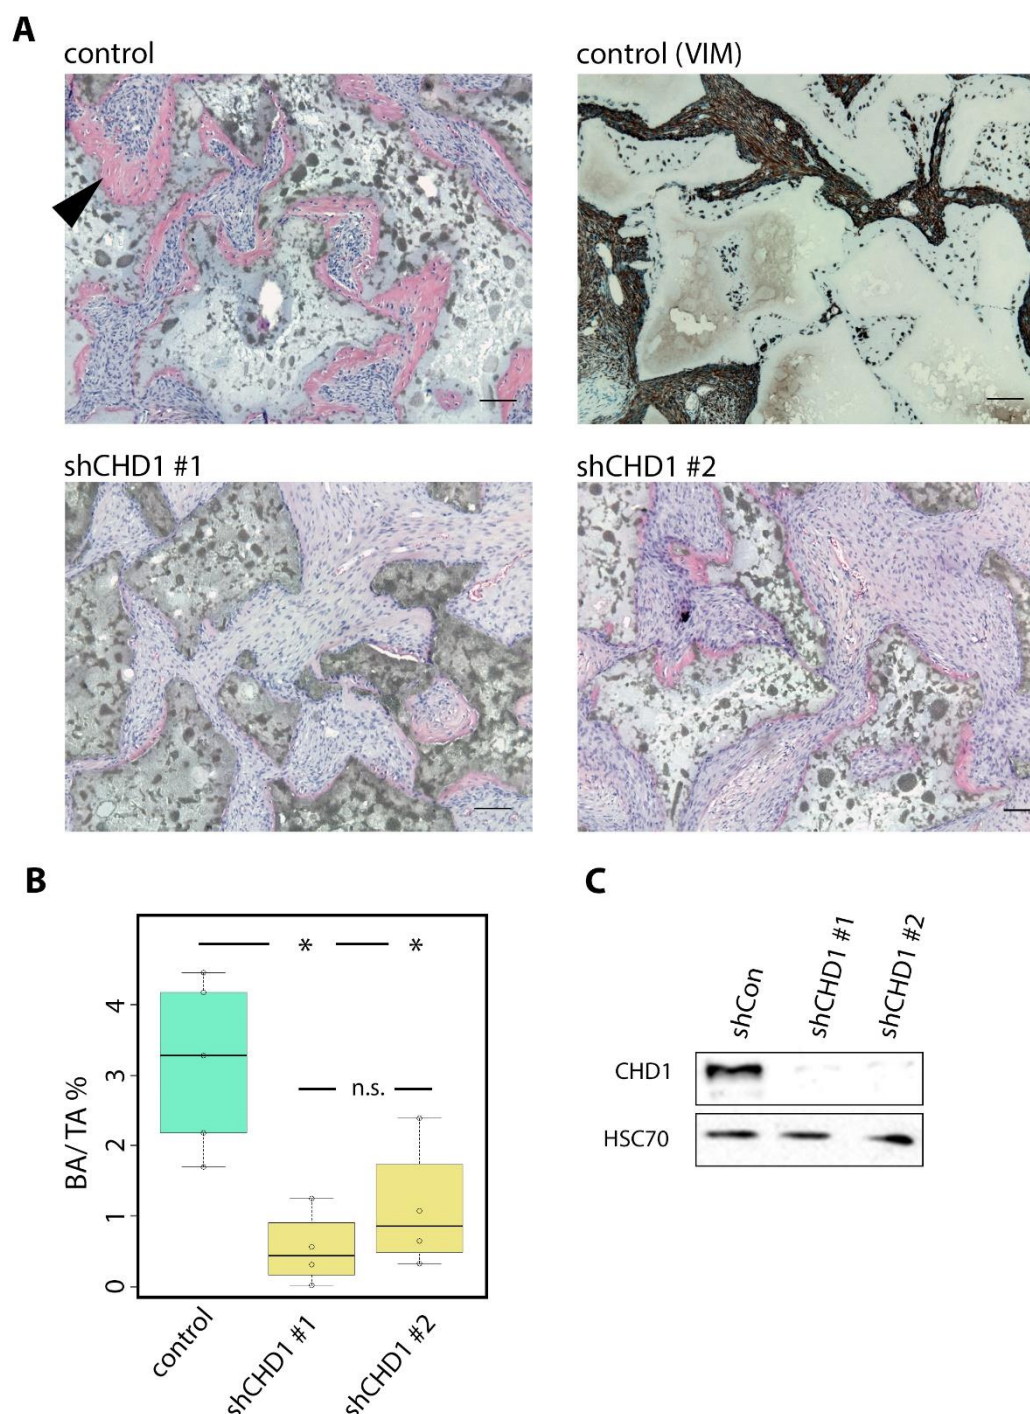 A
control
control (VIM)
shCHD1 #1
shCHD1 #2
B
C
* *
n.s.
4
3
2
1
0
BA/ TA %
control
shCHD1 #1
shCHD1 #2
shCon
shCHD1 #1
shCHD1 #2
CHD1
HSC70